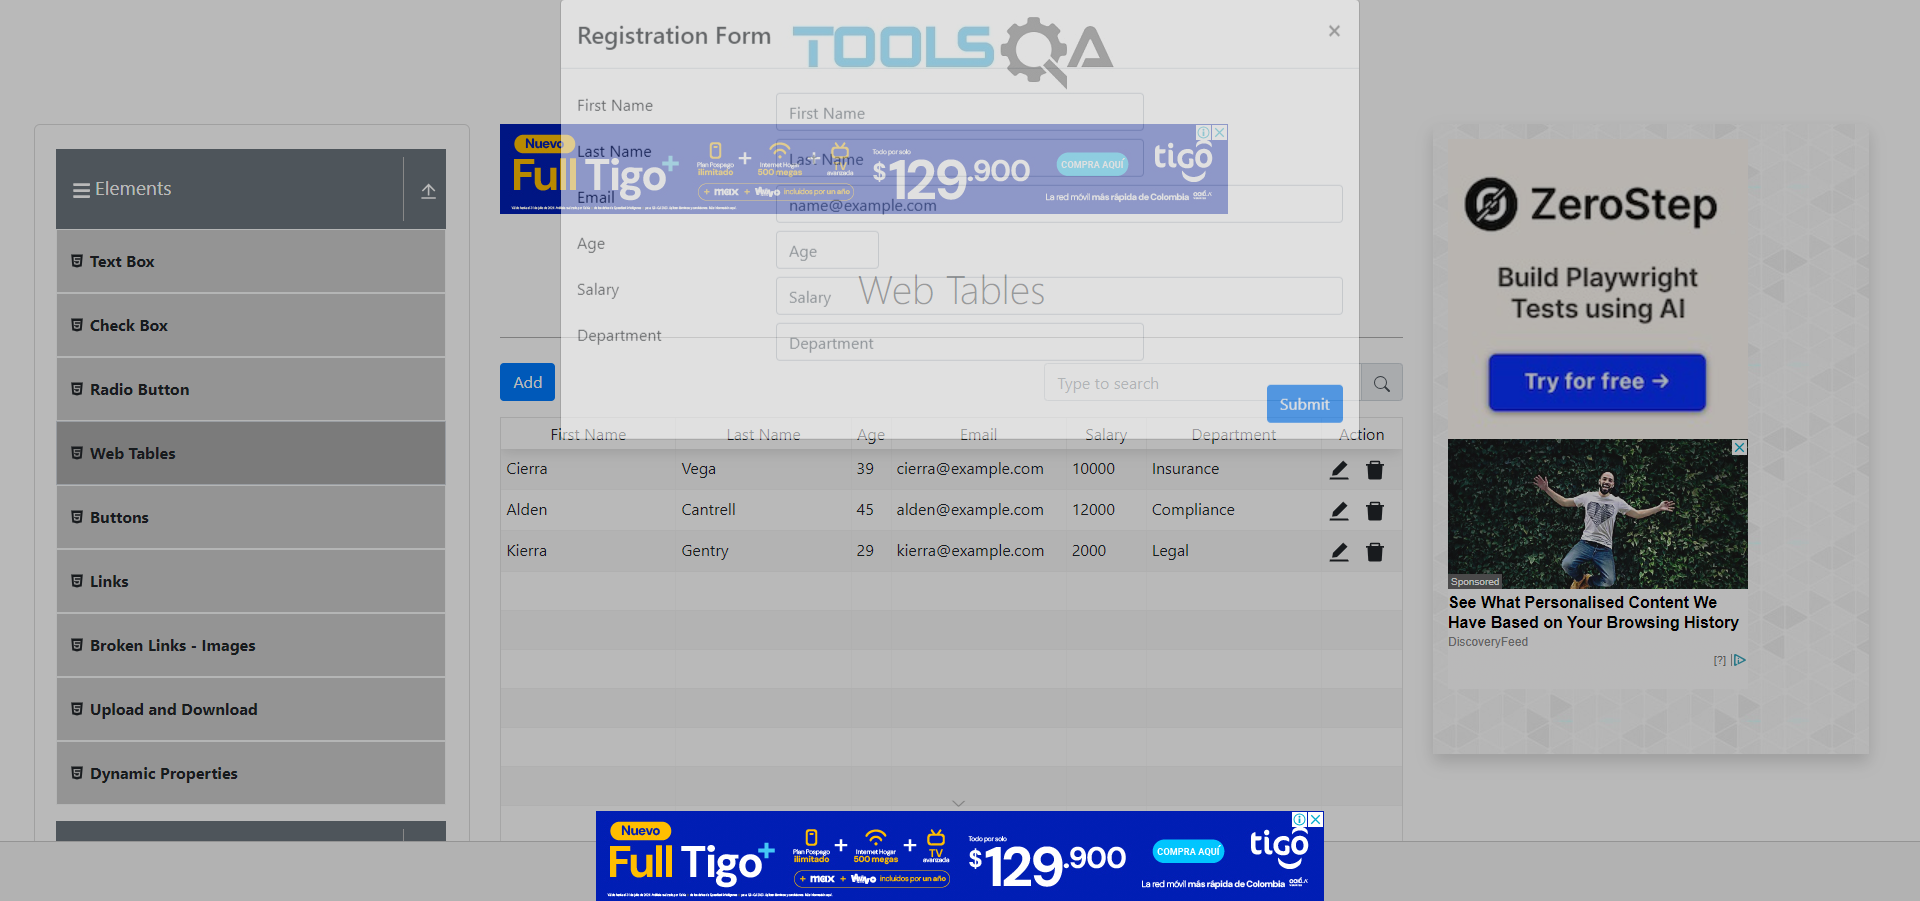 Registration Form
×
TOOLSQA
First Name
First Name
Last Name
Last Name
Email
name@example.com
Age
Age
Salary
Salary
Department
Department
Submit
Nuevo
Full Tigo+
Plan Pospago
ilimitado
+
Internet Hogar
500 megas
+
TV
avanzada
+ max + Wayo incluidos por un año
Todo por solo
$129.900
COMPRA AQUÍ
tigo
La red móvil más rápida de Colombia
Web Tables
Elements
Text Box
Check Box
Radio Button
Web Tables
Buttons
Links
Broken Links - Images
Upload and Download
Dynamic Properties
Add
Type to search
First Name Last Name Age Email Salary Department Action
Cierra Vega 39 cierra@example.com 10000 Insurance
Alden Cantrell 45 alden@example.com 12000 Compliance
Kierra Gentry 29 kierra@example.com 2000 Legal
ZeroStep
Build Playwright
Tests using AI
Try for free →
Sponsored
See What Personalised Content We
Have Based on Your Browsing History
DiscoveryFeed
[?]
Nuevo
Full Tigo+
Plan Pospago
ilimitado
+
Internet Hogar
500 megas
+
TV
avanzada
+ max + Wayo incluidos por un año
Todo por solo
$129.900
COMPRA AQUÍ
tigo
La red móvil más rápida de Colombia